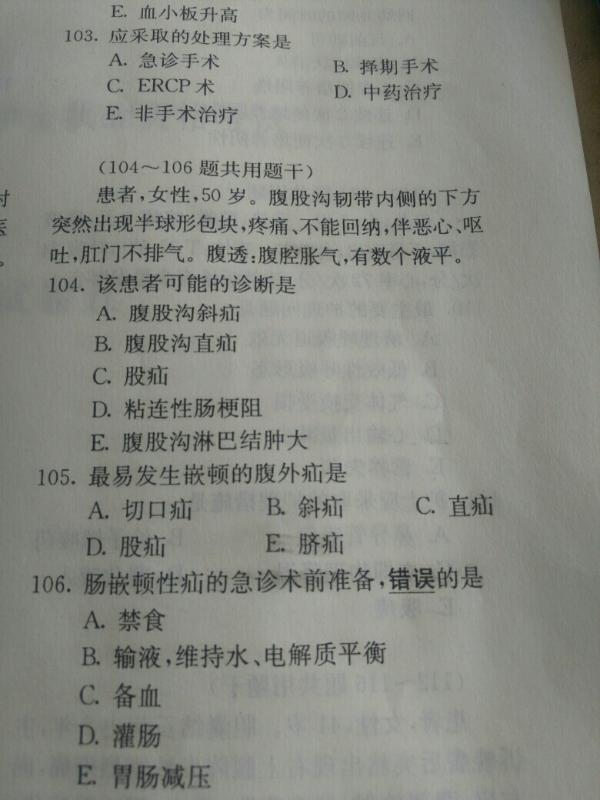 E. 血小板升高
103. 应采取的处理方案是
A. 急诊手术
B. 择期手术
C. ERCP 术
D. 中药治疗
E. 非手术治疗
(104～106 题共用题干)
患者,女性,50 岁。腹股沟韧带内侧的下方
突然出现半球形包块,疼痛、不能回纳,伴恶心、呕
吐,肛门不排气。腹透:腹腔胀气,有数个液平。
104. 该患者可能的诊断是
A. 腹股沟斜疝
B. 腹股沟直疝
C. 股疝
D. 粘连性肠梗阻
E. 腹股沟淋巴结肿大
105. 最易发生嵌顿的腹外疝是
A. 切口疝 B. 斜疝 C. 直疝
D. 股疝 E. 脐疝
106. 肠嵌顿性疝的急诊术前准备,错误的是
A. 禁食
B. 输液,维持水、电解质平衡
C. 备血
D. 灌肠
E. 胃肠减压